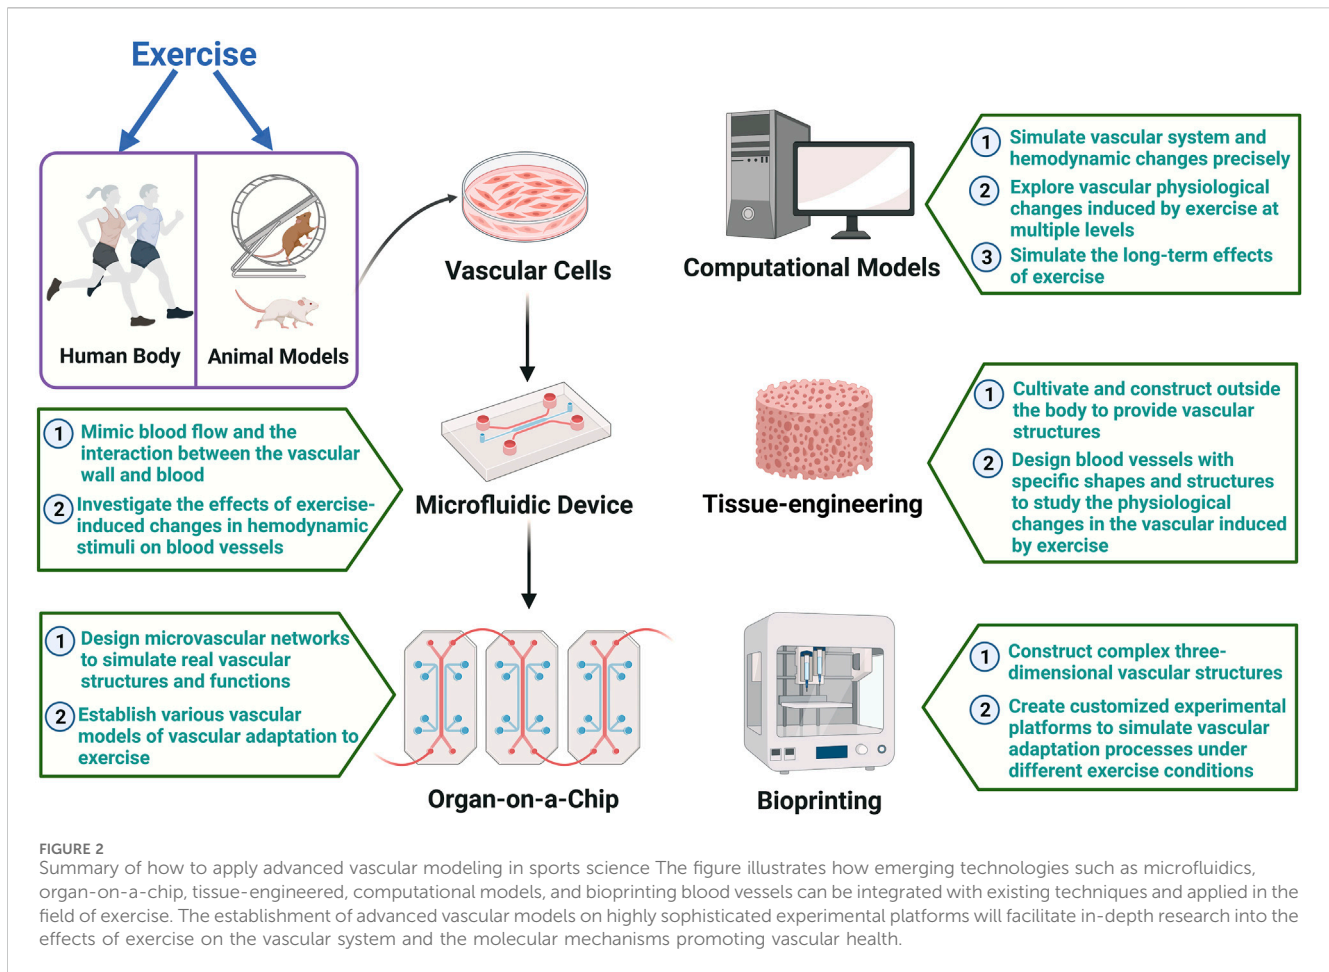 Exercise
Human Body
Animal Models
Vascular Cells
Computational Models
1 Simulate vascular system and
hemodynamic changes precisely
2 Explore vascular physiological
changes induced by exercise at
multiple levels
3 Simulate the long-term effects
of exercise
1 Mimic blood flow and the
interaction between the vascular
wall and blood
2 Investigate the effects of exercise-
induced changes in hemodynamic
stimuli on blood vessels
Microfluidic Device
Tissue-engineering
1 Cultivate and construct outside
the body to provide vascular
structures
2 Design blood vessels with
specific shapes and structures
to study the physiological
changes in the vascular induced
by exercise
1 Design microvascular networks
to simulate real vascular
structures and functions
2 Establish various vascular
models of vascular adaptation to
exercise
Organ-on-a-Chip
Bioprinting
1 Construct complex three-
dimensional vascular structures
2 Create customized experimental
platforms to simulate vascular
adaptation processes under
different exercise conditions
FIGURE 2
Summary of how to apply advanced vascular modeling in sports science The figure illustrates how emerging technologies such as microfluidics,
organ-on-a-chip, tissue-engineered, computational models, and bioprinting blood vessels can be integrated with existing techniques and applied in the
field of exercise. The establishment of advanced vascular models on highly sophisticated experimental platforms will facilitate in-depth research into the
effects of exercise on the vascular system and the molecular mechanisms promoting vascular health.